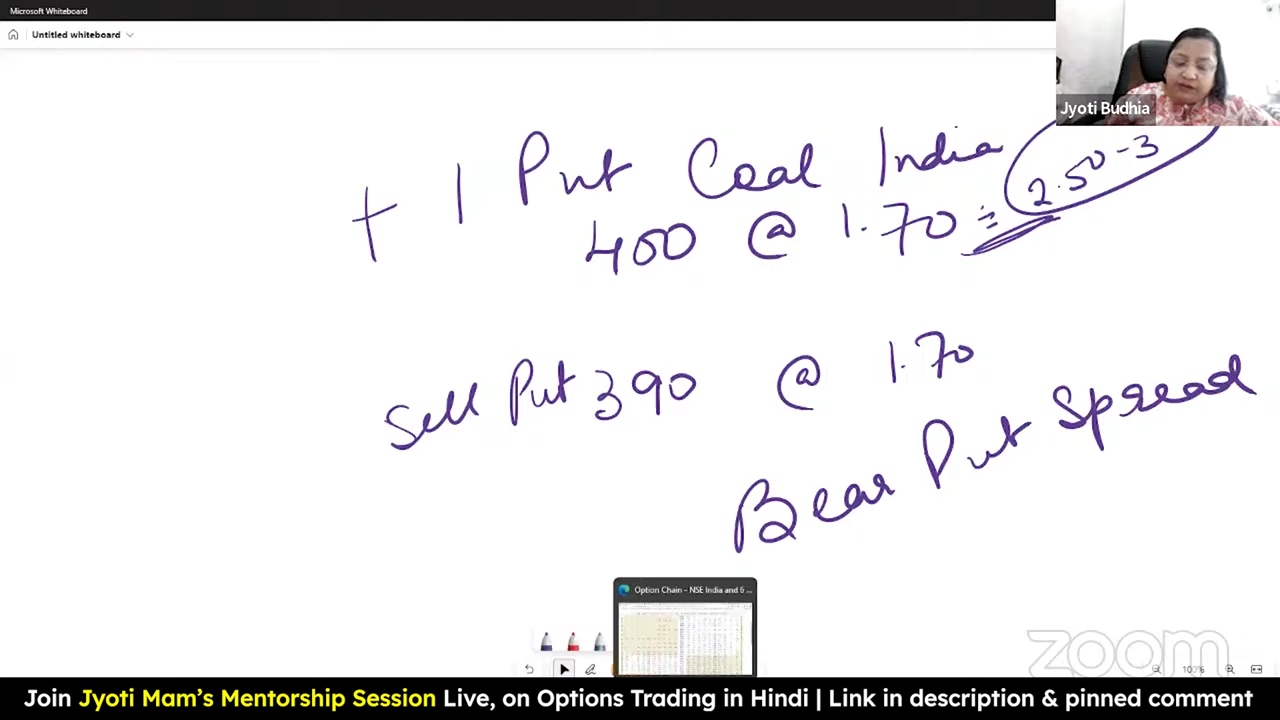 Microsoft Whiteboard
Untitled whiteboard
Jyoti Budhia
+ 1 Put Coal India
400 @ 1.70 =
2.50 - 3
Sell Put 390 @ 1.70
Bear Put Spread
Option Chain - NSE India and 6 ...
zoom
100%
Join Jyoti Mam's Mentorship Session Live, on Options Trading in Hindi | Link in description & pinned comment